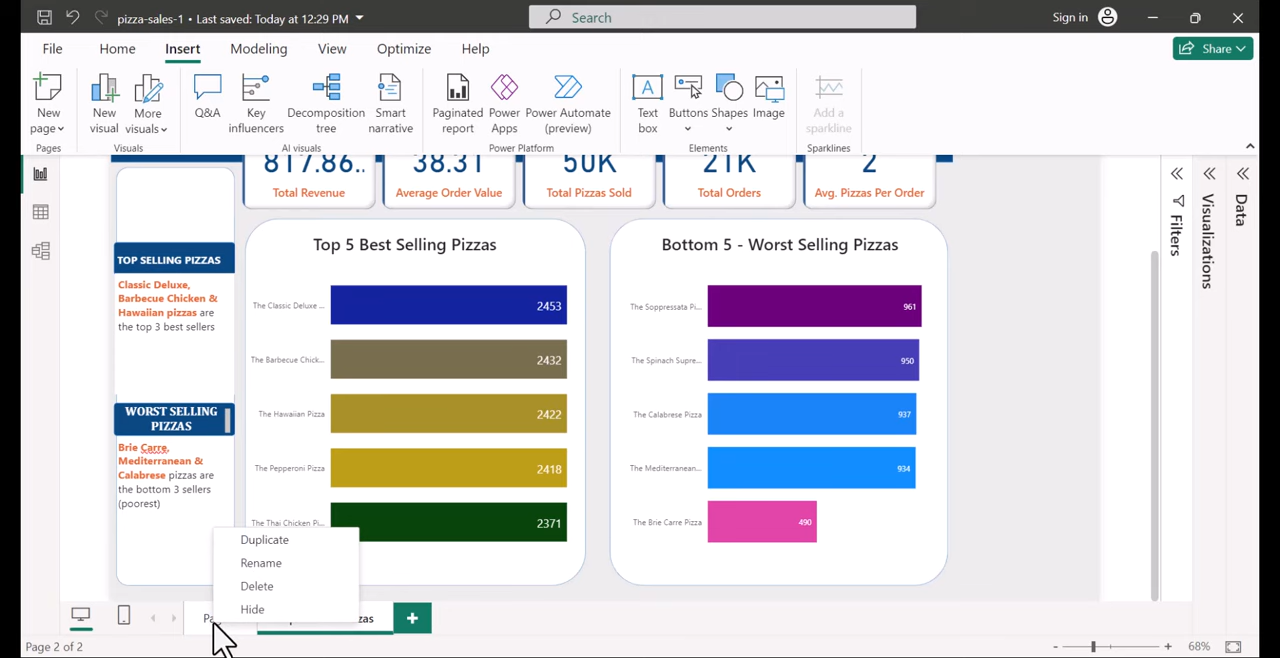 pizza-sales-1 • Last saved: Today at 12:29 PM
Search
Sign in
File
Home
Insert
Modeling
View
Optimize
Help
Share
New page
New visual
More visuals
Q&A
Key influencers
Decomposition tree
Smart narrative
Paginated report
Power Apps
Power Automate (preview)
Text box
Buttons
Shapes
Image
Add a sparkline
Pages
Visuals
AI visuals
Power Platform
Elements
Sparklines
817.86..
38.31
50K
21K
2
Total Revenue
Average Order Value
Total Pizzas Sold
Total Orders
Avg. Pizzas Per Order
TOP SELLING PIZZAS
Classic Deluxe,
Barbecue Chicken &
Hawaiian pizzas are
the top 3 best sellers
WORST SELLING
PIZZAS
Brie Carre,
Mediterranean &
Calabrese pizzas are
the bottom 3 sellers
(poorest)
Top 5 Best Selling Pizzas
The Classic Deluxe ... 2453
The Barbecue Chick... 2432
The Hawaiian Pizza 2422
The Pepperoni Pizza 2418
The Thai Chicken Pi... 2371
Bottom 5 - Worst Selling Pizzas
The Soppressata Pi... 961
The Spinach Supre... 950
The Calabrese Pizza 937
The Mediterranean... 934
The Brie Carre Pizza 490
Filters
Visualizations
Data
Duplicate
Rename
Delete
Hide
Page 2 of 2
68%